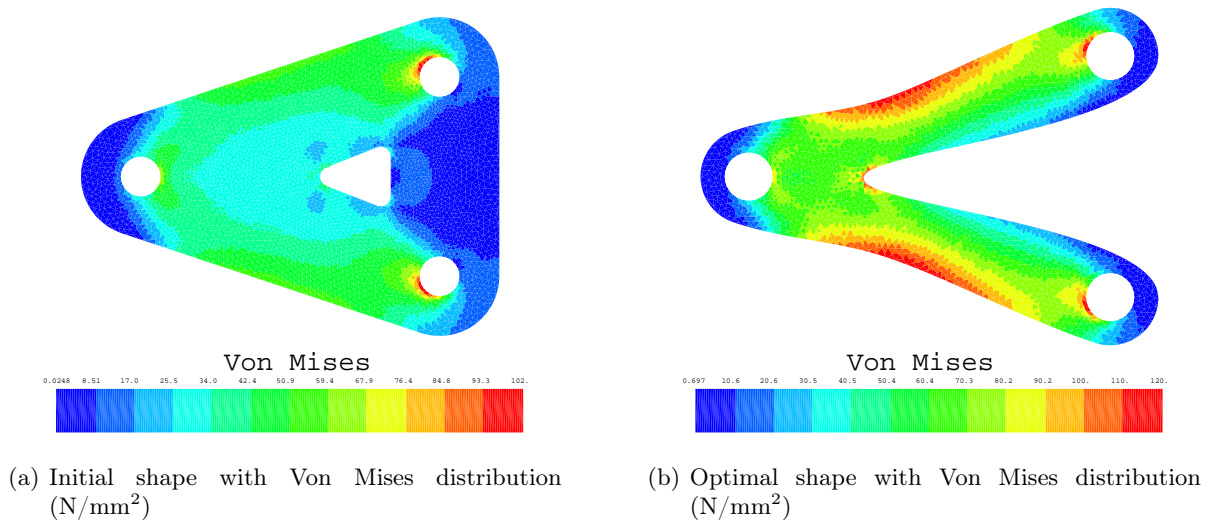 Von Mises
0.0248 8.51 17.0 25.5 34.0 42.4 50.9 59.4 67.9 76.4 84.8 93.3 102.
(a) Initial shape with Von Mises distribution
(N/mm²)
Von Mises
0.697 10.6 20.6 30.5 40.5 50.4 60.4 70.3 80.2 90.2 100. 110. 120.
(b) Optimal shape with Von Mises distribution
(N/mm²)